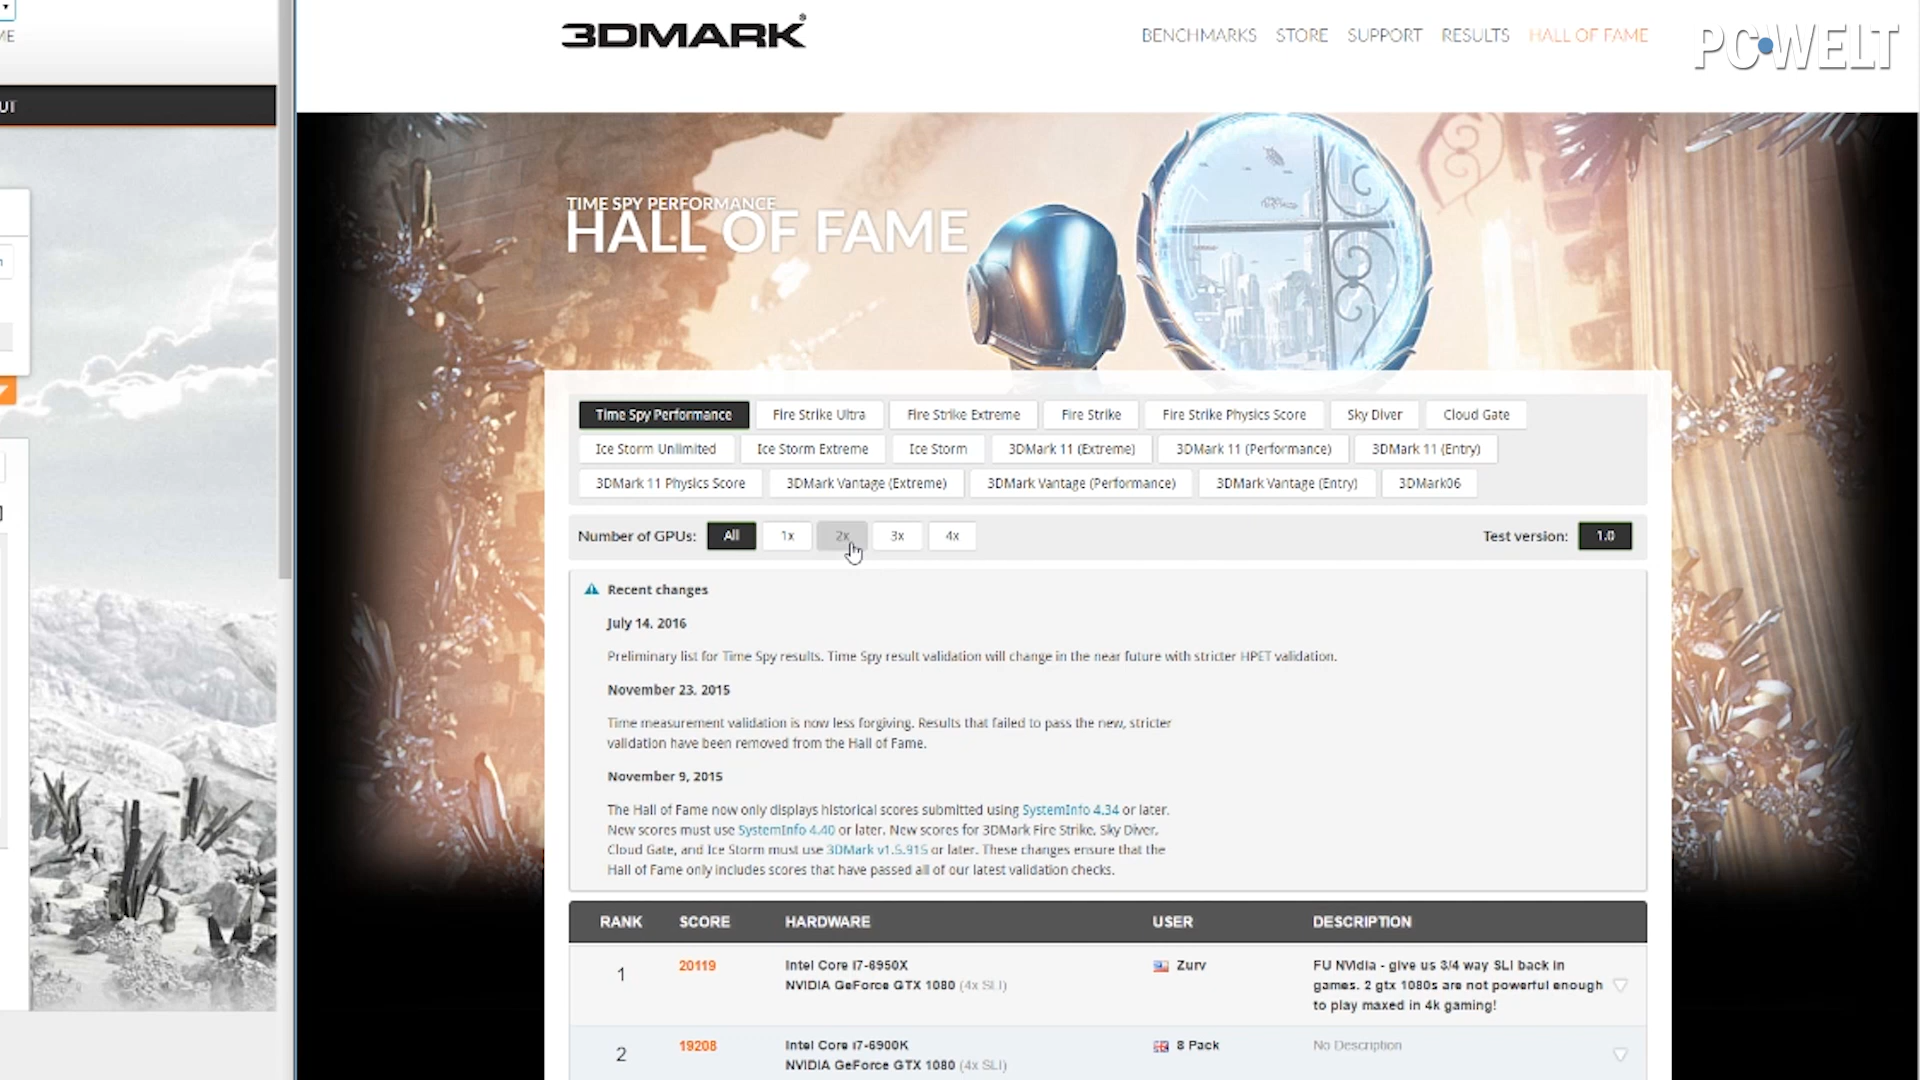 ME
UT
3DMARK®
BENCHMARKS STORE SUPPORT RESULTS HALL OF FAME
PC WELT
TIME SPY PERFORMANCE
HALL OF FAME
Time Spy Performance Fire Strike Ultra Fire Strike Extreme Fire Strike Fire Strike Physics Score Sky Diver Cloud Gate
Ice Storm Unlimited Ice Storm Extreme Ice Storm 3DMark 11 (Extreme) 3DMark 11 (Performance) 3DMark 11 (Entry)
3DMark 11 Physics Score 3DMark Vantage (Extreme) 3DMark Vantage (Performance) 3DMark Vantage (Entry) 3DMark06
Number of GPUs: All 1x 2x 3x 4x Test version: 1.0
Recent changes
July 14, 2016
Preliminary list for Time Spy results. Time Spy result validation will change in the near future with stricter HPET validation.
November 23, 2015
Time measurement validation is now less forgiving. Results that failed to pass the new, stricter
validation have been removed from the Hall of Fame.
November 9, 2015
The Hall of Fame now only displays historical scores submitted using SystemInfo 4.34 or later.
New scores must use SystemInfo 4.40 or later. New scores for 3DMark Fire Strike, Sky Diver,
Cloud Gate, and Ice Storm must use 3DMark v1.5.915 or later. These changes ensure that the
Hall of Fame only includes scores that have passed all of our latest validation checks.
RANK SCORE HARDWARE USER DESCRIPTION
1 20119 Intel Core i7-6950X Zurv FU NVidia - give us 3/4 way SLI back in
NVIDIA GeForce GTX 1080 (4x SLI) games. 2 gtx 1080s are not powerful enough
to play maxed in 4k gaming!
2 19208 Intel Core i7-6900K 8 Pack No Description
NVIDIA GeForce GTX 1080 (4x SLI)